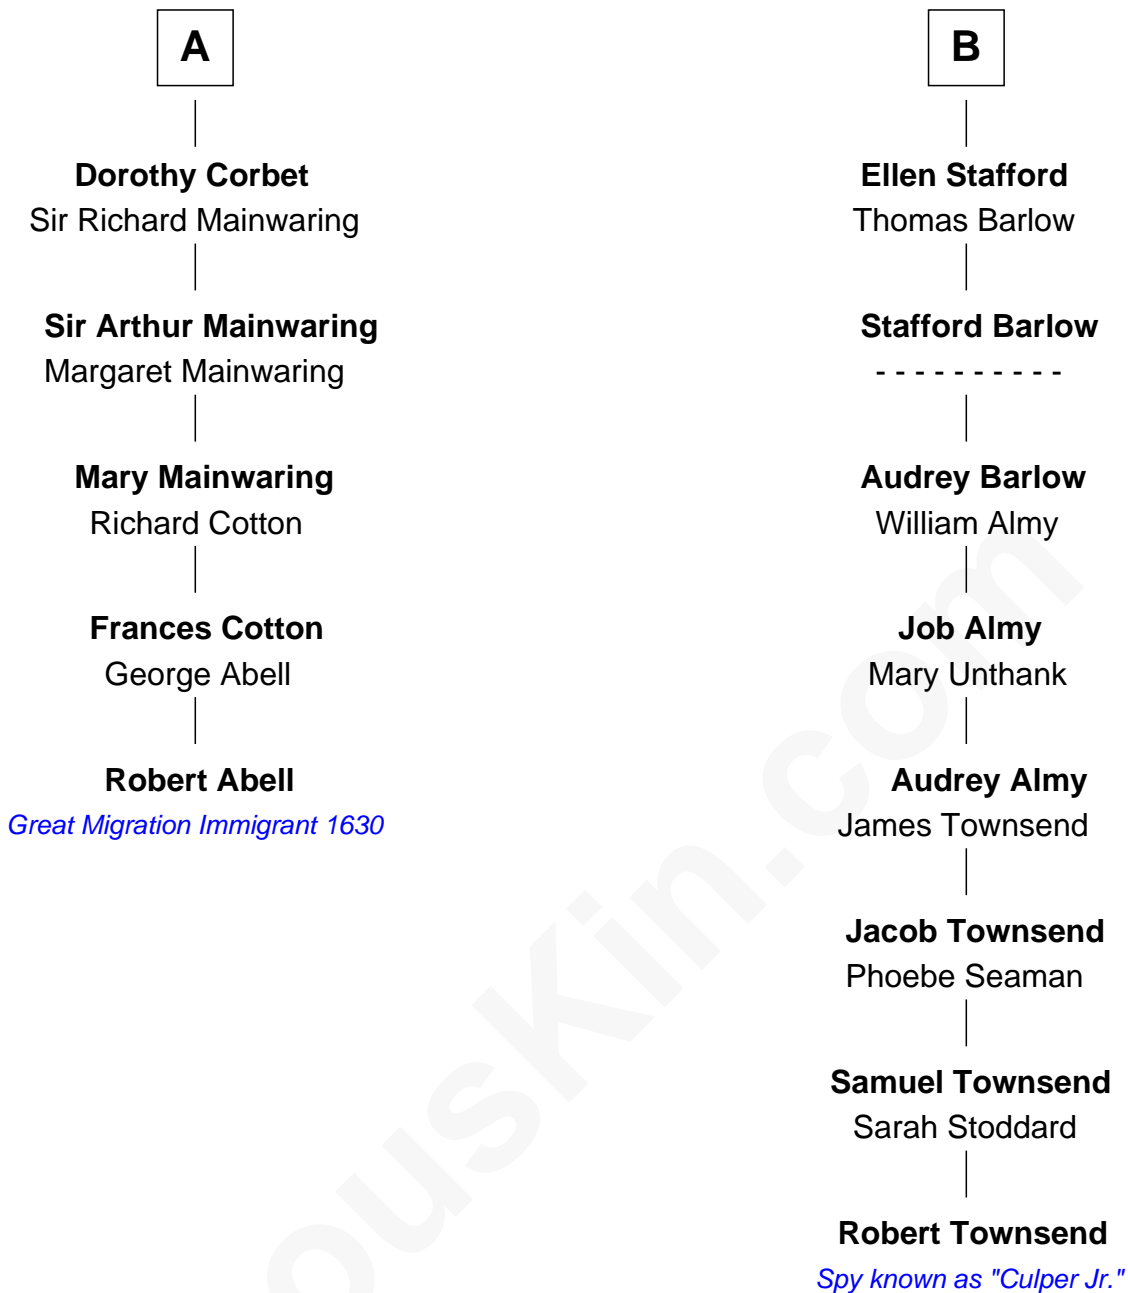 A
Dorothy Corbet
Sir Richard Mainwaring
Sir Arthur Mainwaring
Margaret Mainwaring
Mary Mainwaring
Richard Cotton
Frances Cotton
George Abell
Robert Abell
Great Migration Immigrant 1630
B
Ellen Stafford
Thomas Barlow
Stafford Barlow
- - - - - - - - - -
Audrey Barlow
William Almy
Job Almy
Mary Unthank
Audrey Almy
James Townsend
Jacob Townsend
Phoebe Seaman
Samuel Townsend
Sarah Stoddard
Robert Townsend
Spy known as "Culper Jr."
ousKin.com